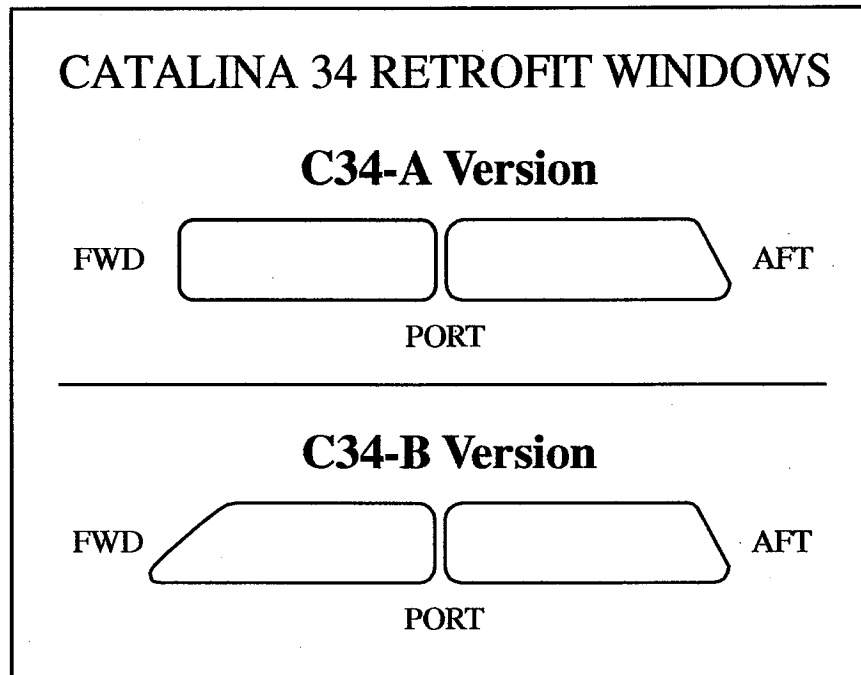 CATALINA 34 RETROFIT WINDOWS
C34-A Version
FWD AFT
PORT
C34-B Version
FWD AFT
PORT